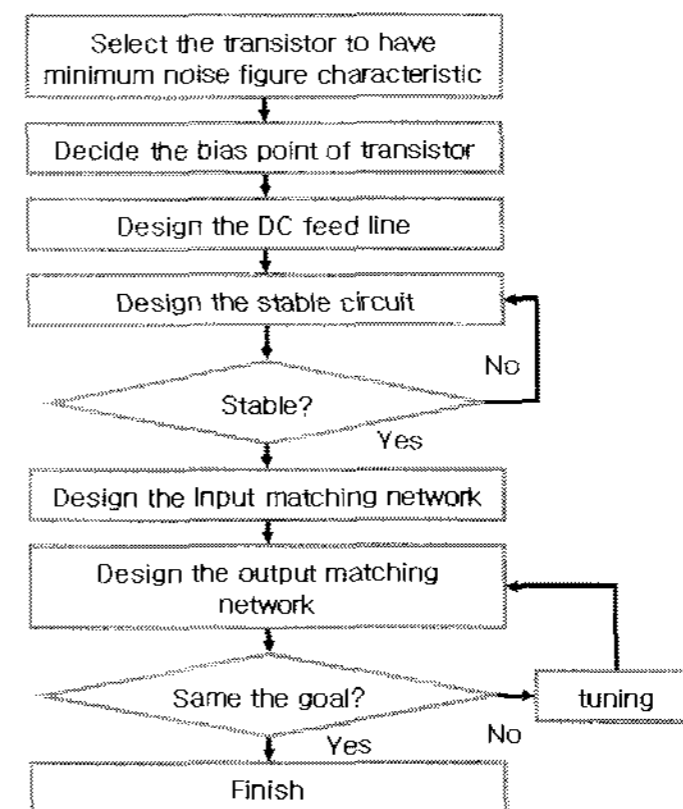 Select the transistor to have
minimum noise figure characteristic
Decide the bias point of transistor
Design the DC feed line
Design the stable circuit
No
Stable?
Yes
Design the Input matching network
Design the output matching
network
Same the goal?
tuning
No
Yes
Finish